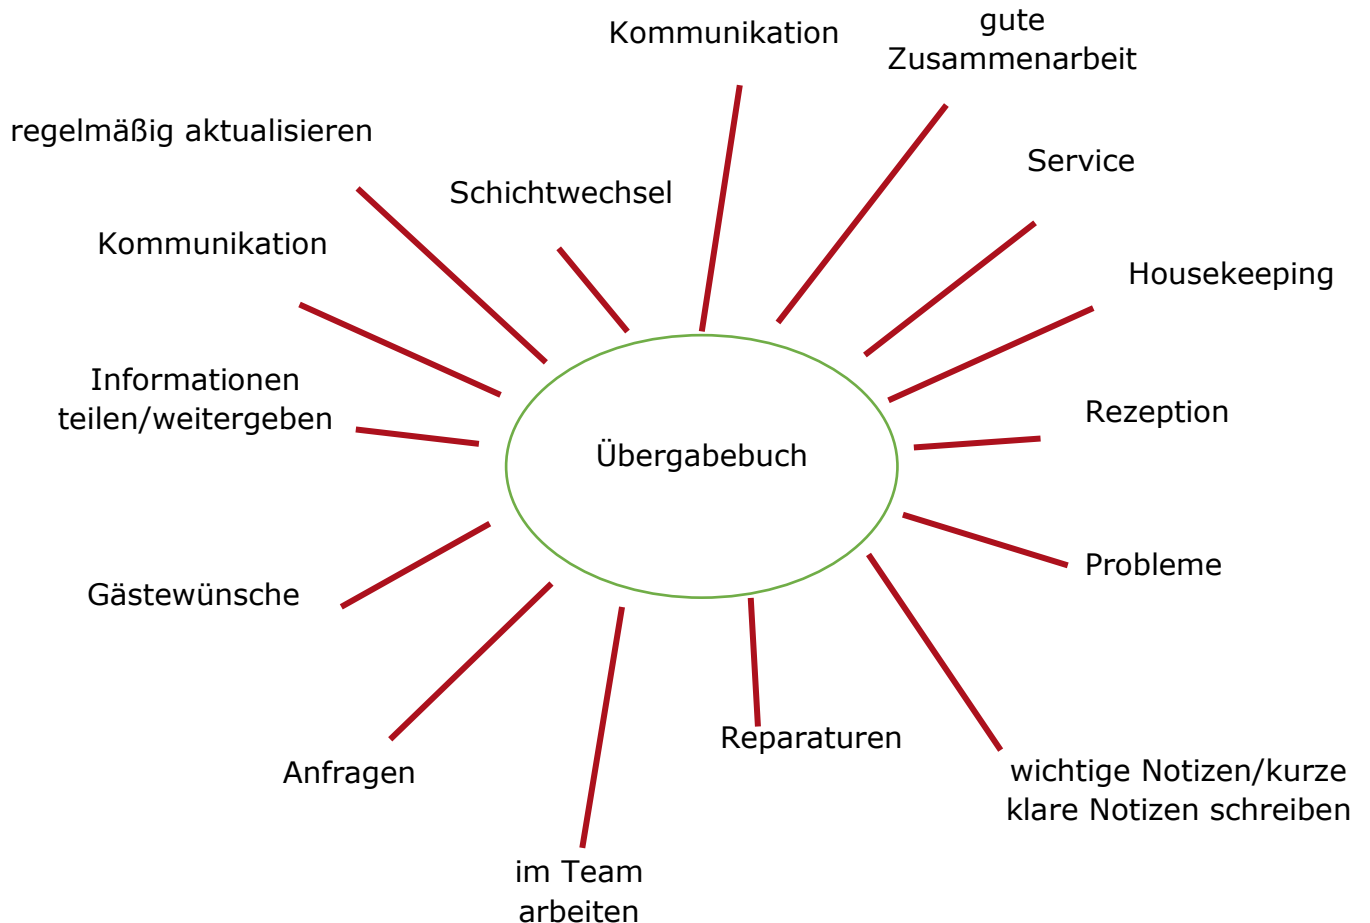 gute
Zusammenarbeit
Kommunikation
regelmäßig aktualisieren
Service
Schichtwechsel
Kommunikation
Housekeeping
Informationen
teilen/weitergeben
Rezeption
Übergabebuch
Probleme
Gästewünsche
Reparaturen
Anfragen
wichtige Notizen/kurze
klare Notizen schreiben
im Team
arbeiten